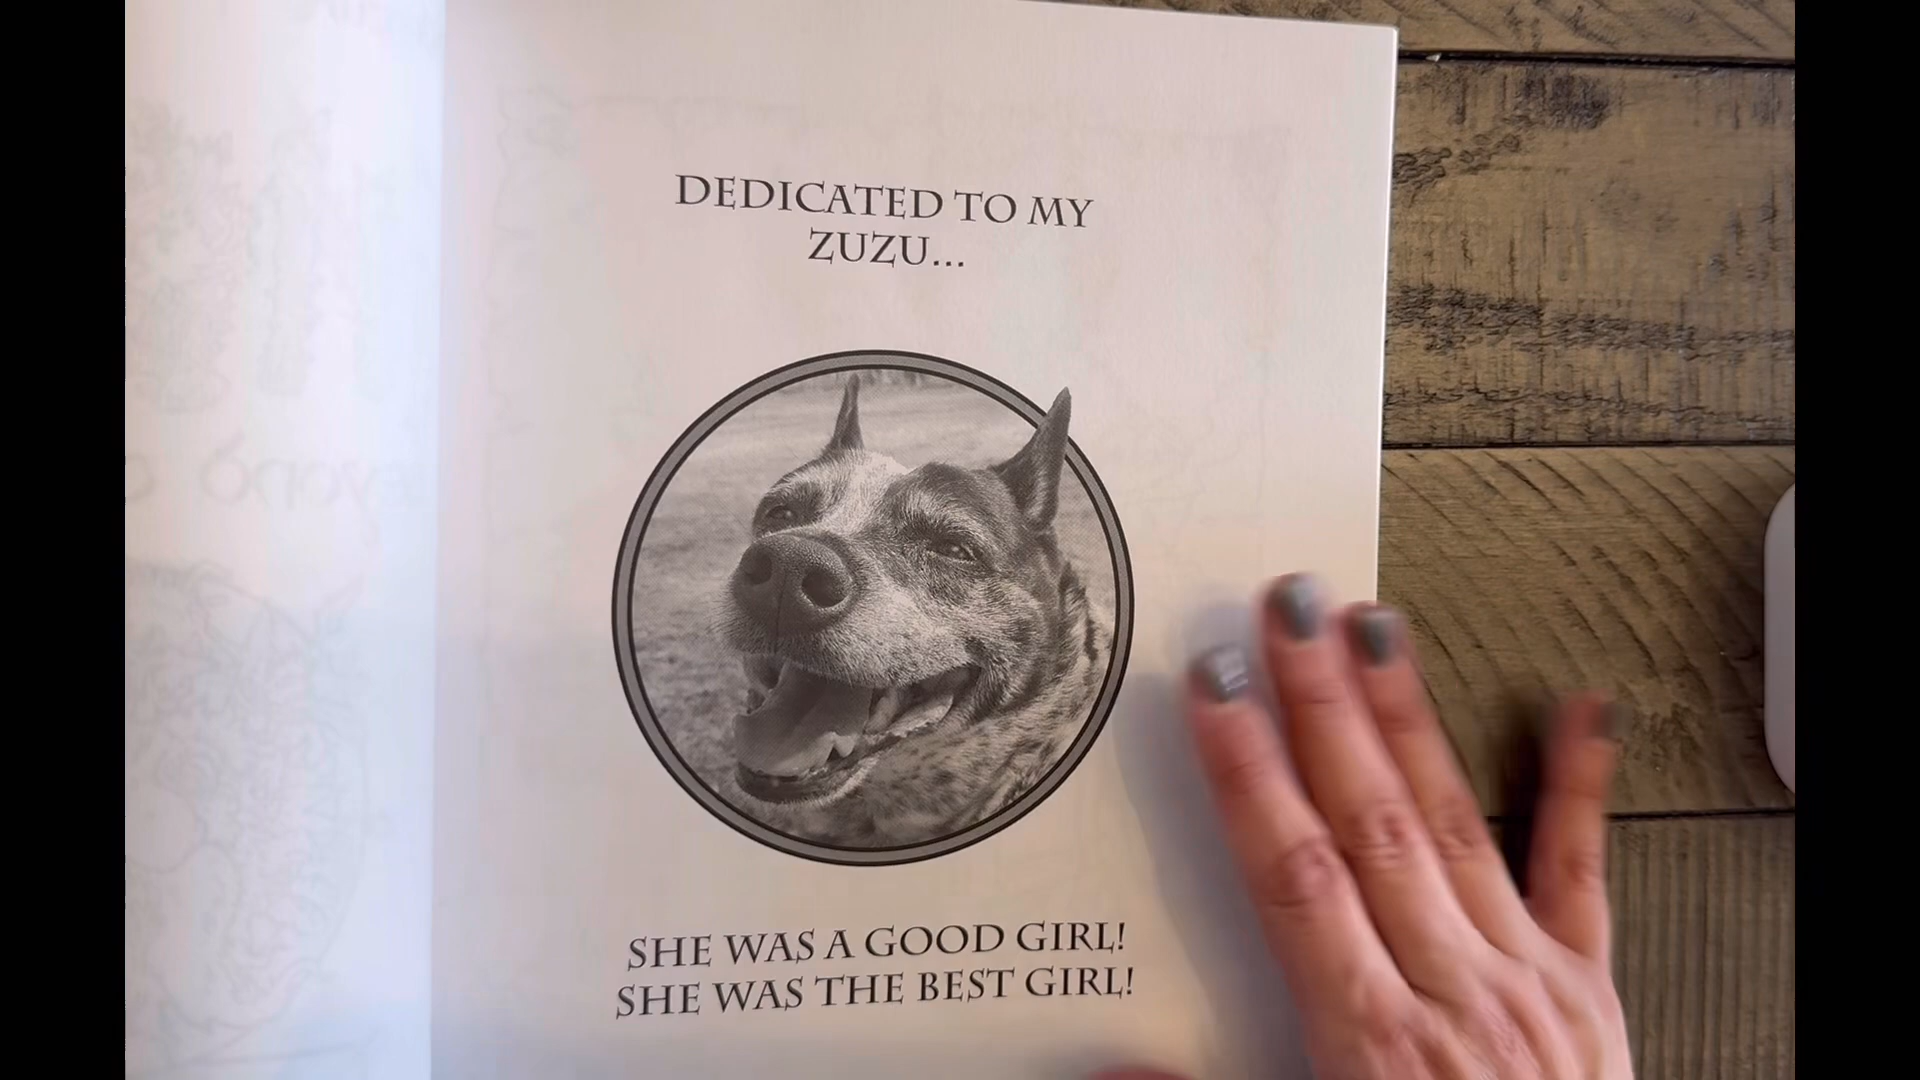 DEDICATED TO MY
ZUZU...
SHE WAS A GOOD GIRL!
SHE WAS THE BEST GIRL!